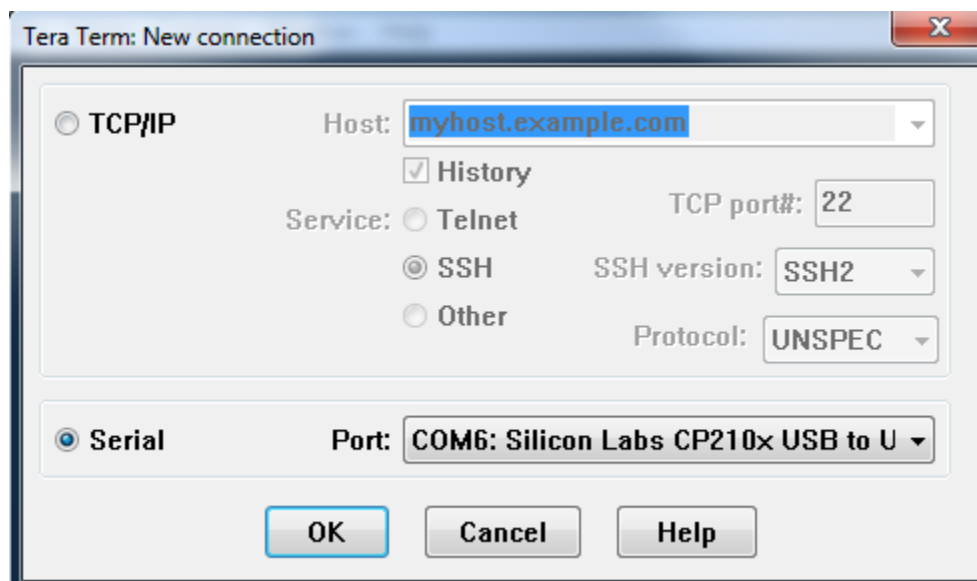 Tera Term: New connection
TCP/IP Host: myhost.example.com
History
Service: Telnet TCP port#: 22
SSH SSH version: SSH2
Other Protocol: UNSPEC
Serial Port: COM6: Silicon Labs CP210x USB to U
OK Cancel Help